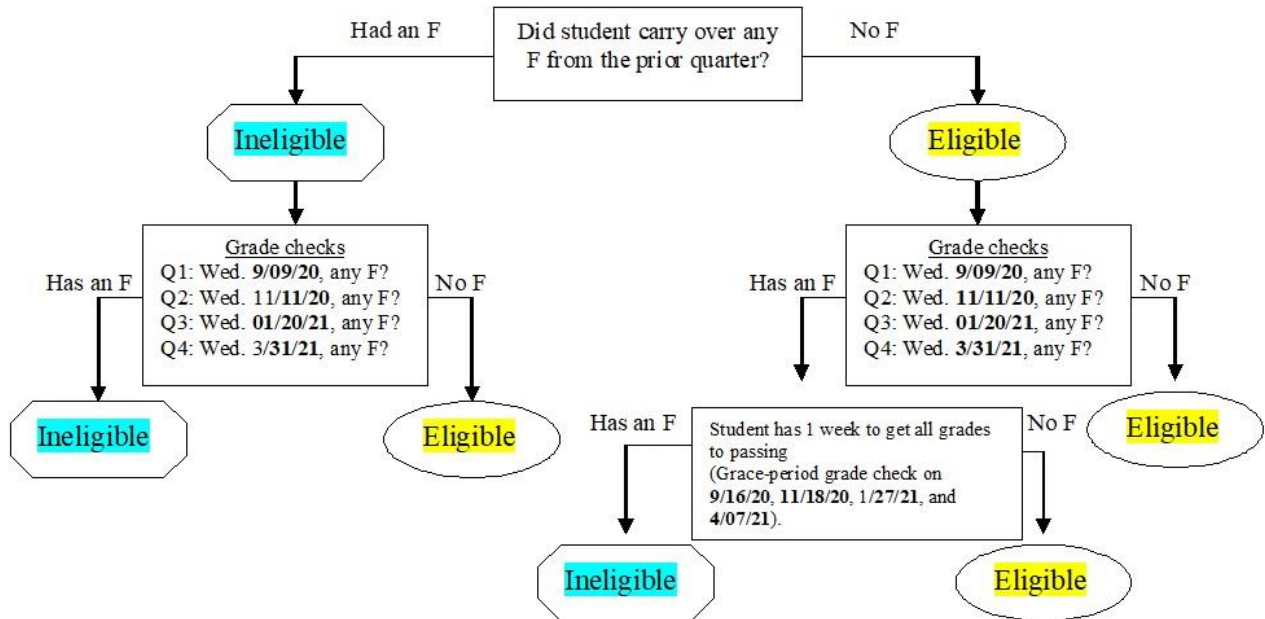 Had an F
Did student carry over any
F from the prior quarter?
No F
Ineligible
Eligible
Has an F
Grade checks
Q1: Wed. 9/09/20, any F?
Q2: Wed. 11/11/20, any F?
Q3: Wed. 01/20/21, any F?
Q4: Wed. 3/31/21, any F?
No F
Has an F
Grade checks
Q1: Wed. 9/09/20, any F?
Q2: Wed. 11/11/20, any F?
Q3: Wed. 01/20/21, any F?
Q4: Wed. 3/31/21, any F?
No F
Ineligible
Eligible
Has an F
Student has 1 week to get all grades
to passing
(Grace-period grade check on
9/16/20, 11/18/20, 1/27/21, and
4/07/21).
No F
Eligible
Ineligible
Eligible